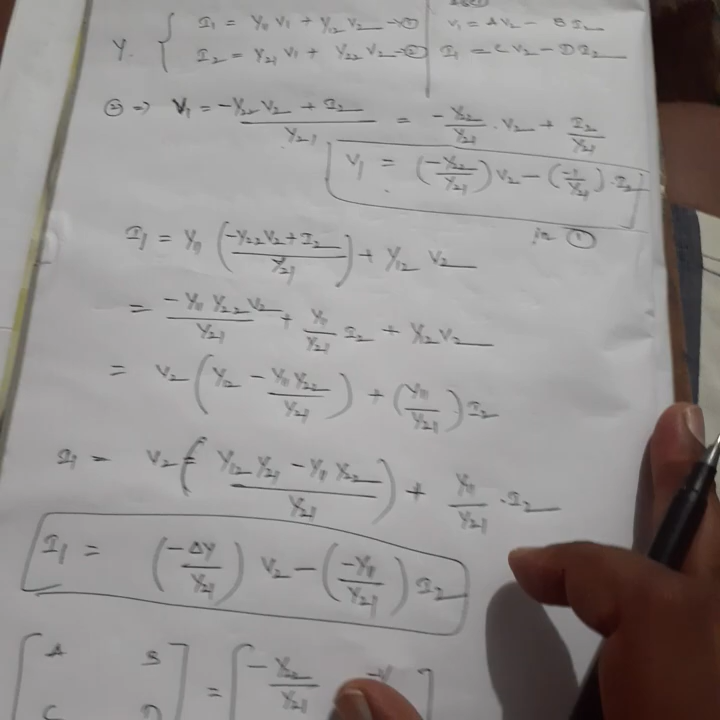 Y. { I₁ = Y₁₁ V₁ + Y₁₂ V₂ → ① | V₁ = A V₂ - B I₂
I₂ = Y₂₁ V₁ + Y₂₂ V₂ → ② | I₁ = C V₂ - D I₂
② ⇒ V₁ = (-Y₂₂ V₂ + I₂) / Y₂₁ = -Y₂₂/Y₂₁ . V₂ + I₂/Y₂₁
V₁ = (-Y₂₂/Y₂₁) V₂ - (-1/Y₂₁) . I₂
in ①
I₁ = Y₁₁ ((-Y₂₂V₂ + I₂) / Y₂₁) + Y₁₂ V₂
= -Y₁₁ Y₂₂ V₂ / Y₂₁ + Y₁₁/Y₂₁ I₂ + Y₁₂ V₂
= V₂ (Y₁₂ - Y₁₁ Y₂₂ / Y₂₁) + (Y₁₁/Y₂₁) I₂
I₁ = V₂ ((Y₁₂ Y₂₁ - Y₁₁ Y₂₂) / Y₂₁) + Y₁₁/Y₂₁ . I₂
I₁ = (-ΔY/Y₂₁) V₂ - (-Y₁₁/Y₂₁) I₂
[A B = [-Y₂₂/Y₂₁
C D]